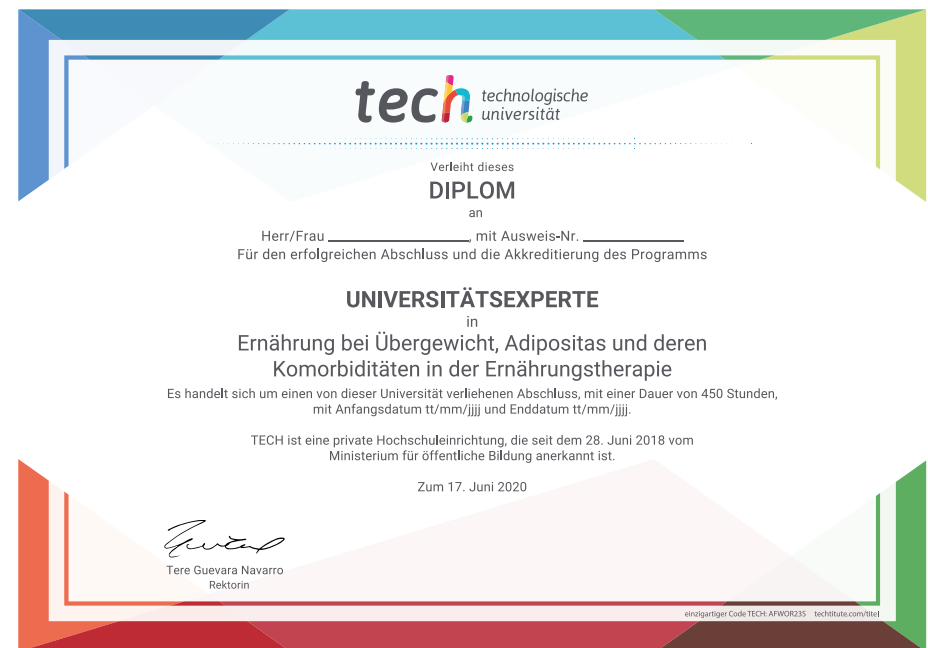 tech technologische
universität
Verleiht dieses
DIPLOM
an
Herr/Frau ____________________, mit Ausweis-Nr. ______________
Für den erfolgreichen Abschluss und die Akkreditierung des Programms
UNIVERSITÄTSEXPERTE
in
Ernährung bei Übergewicht, Adipositas und deren
Komorbiditäten in der Ernährungstherapie
Es handelt sich um einen von dieser Universität verliehenen Abschluss, mit einer Dauer von 450 Stunden,
mit Anfangsdatum tt/mm/jjjj und Enddatum tt/mm/jjjj.
TECH ist eine private Hochschuleinrichtung, die seit dem 28. Juni 2018 vom
Ministerium für öffentliche Bildung anerkannt ist.
Zum 17. Juni 2020
Tere Guevara Navarro
Rektorin
einzigartiger Code TECH: AFWOR23S techtitute.com/titel